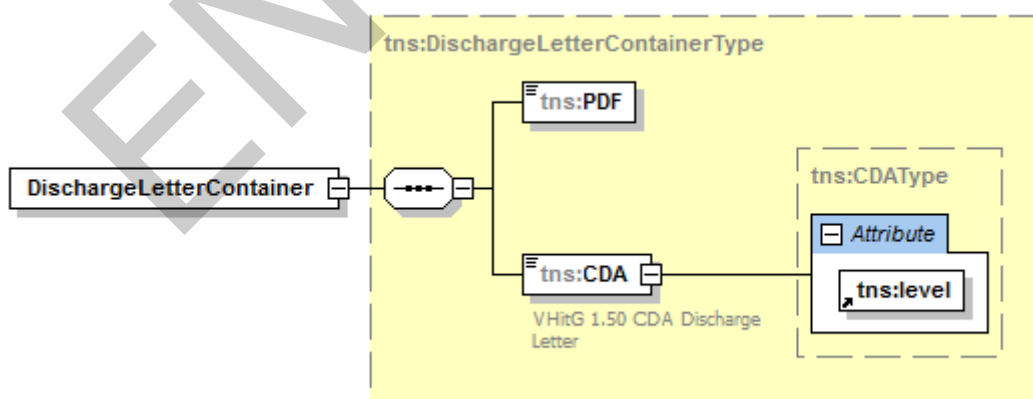 tns:DischargeLetterContainerType
tns:PDF
DischargeLetterContainer
tns:CDAType
Attribute
tns:CDA
tns:level
VHitG 1.50 CDA Discharge
Letter